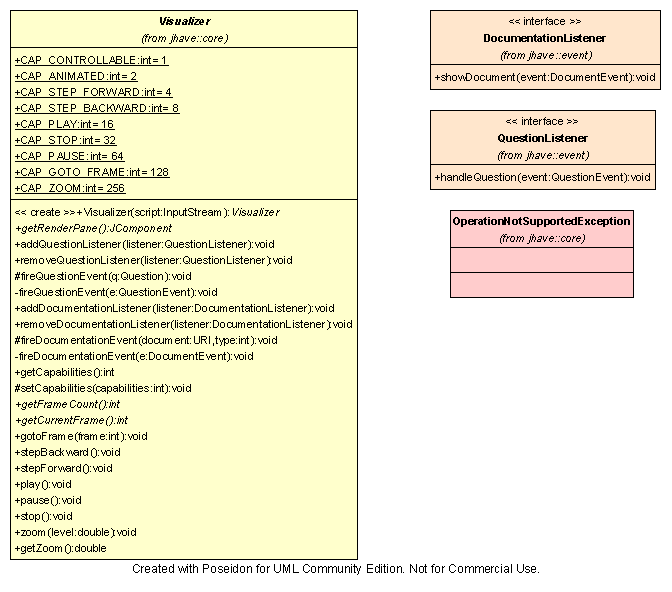 Visualizer
(from jhave::core)
+CAP_CONTROLLABLE:int= 1
+CAP_ANIMATED:int= 2
+CAP_STEP_FORWARD:int= 4
+CAP_STEP_BACKWARD:int= 8
+CAP_PLAY:int= 16
+CAP_STOP:int= 32
+CAP_PAUSE:int= 64
+CAP_GOTO_FRAME:int= 128
+CAP_ZOOM:int= 256
<< create >>+Visualizer(script:InputStream):Visualizer
+getRenderPane():JComponent
+addQuestionListener(listener:QuestionListener):void
+removeQuestionListener(listener:QuestionListener):void
#fireQuestionEvent(q:Question):void
-fireQuestionEvent(e:QuestionEvent):void
+addDocumentationListener(listener:DocumentationListener):void
+removeDocumentationListener(listener:DocumentationListener):void
#fireDocumentationEvent(document:URI,type:int):void
-fireDocumentationEvent(e:DocumentEvent):void
+getCapabilities():int
#setCapabilities(capabilities:int):void
+getFrameCount():int
+getCurrentFrame():int
+gotoFrame(frame:int):void
+stepBackward():void
+stepForward():void
+play():void
+pause():void
+stop():void
+zoom(level:double):void
+getZoom():double
<< interface >>
DocumentationListener
(from jhave::event)
+showDocument(event:DocumentEvent):void
<< interface >>
QuestionListener
(from jhave::event)
+handleQuestion(event:QuestionEvent):void
OperationNotSupportedException
(from jhave::core)
Created with Poseidon for UML Community Edition. Not for Commercial Use.